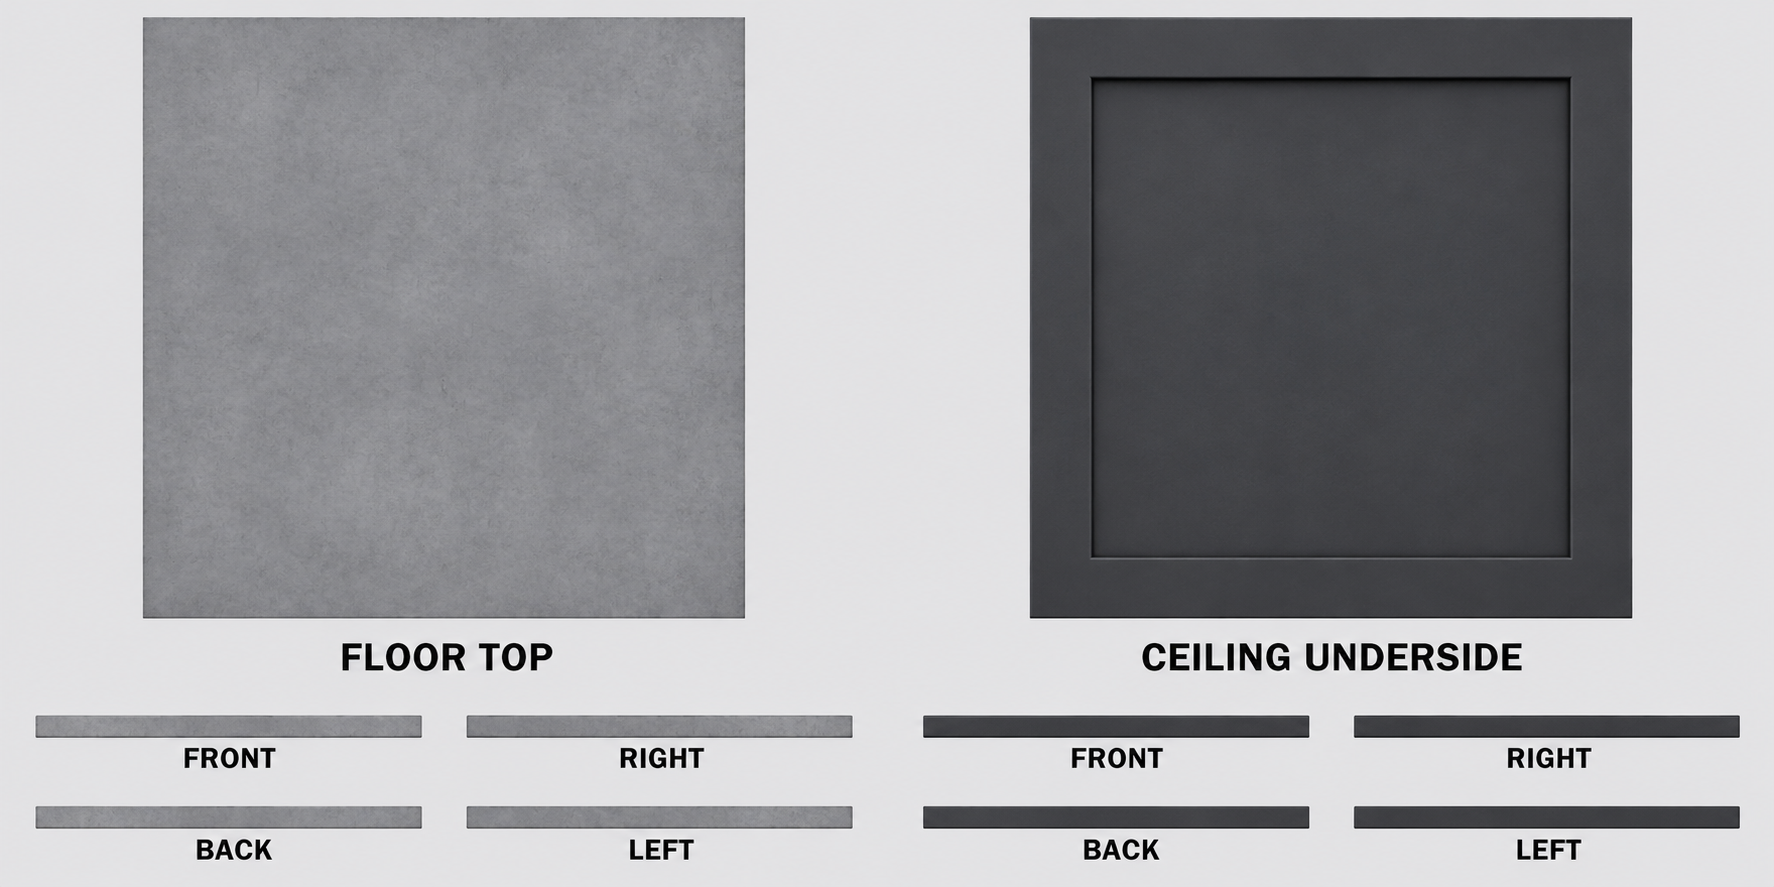 FLOOR TOP
CEILING UNDERSIDE
FRONT
RIGHT
FRONT
RIGHT
BACK
LEFT
BACK
LEFT